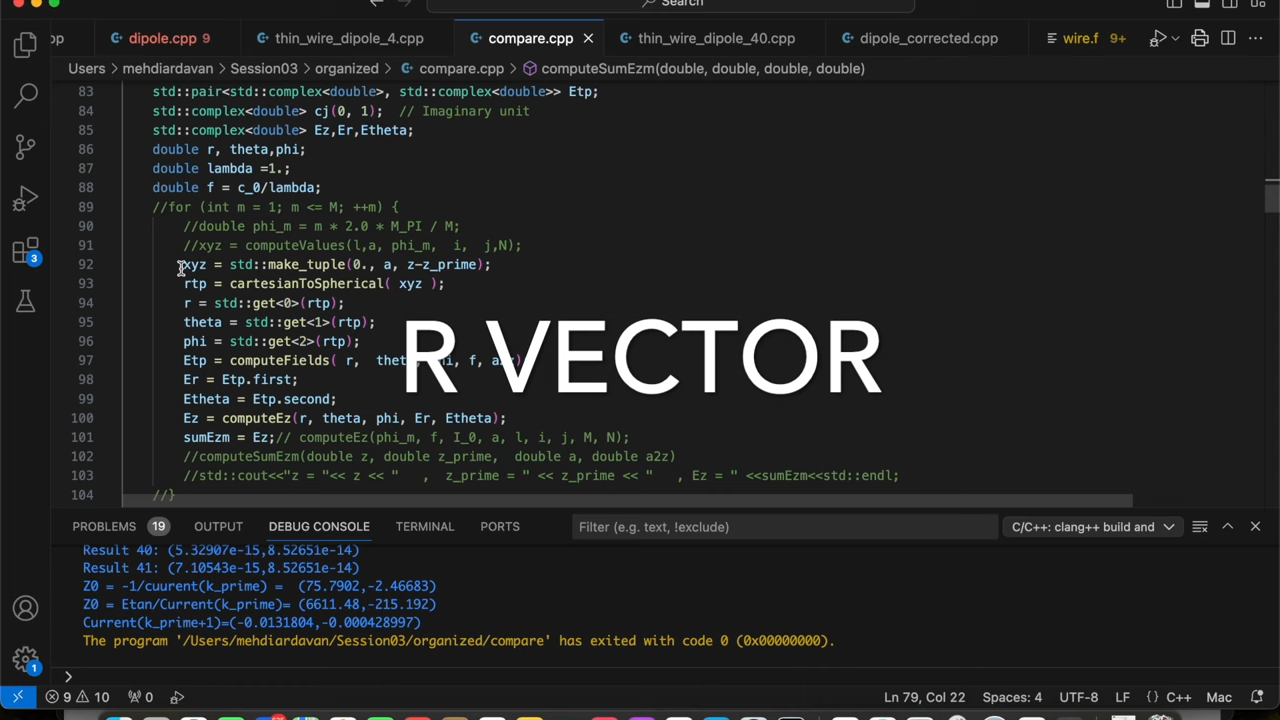 Search
pp
dipole.cpp 9
thin_wire_dipole_4.cpp
compare.cpp
thin_wire_dipole_40.cpp
dipole_corrected.cpp
wire.f 9+
Users > mehdiardavan > Session03 > organized > compare.cpp > computeSumEzm(double, double, double, double)
83 std::pair<std::complex<double>, std::complex<double>> Etp;
84 std::complex<double> cj(0, 1); // Imaginary unit
85 std::complex<double> Ez,Er,Etheta;
86 double r, theta,phi;
87 double lambda =1.;
88 double f = c_0/lambda;
89 //for (int m = 1; m <= M; ++m) {
90 //double phi_m = m * 2.0 * M_PI / M;
91 //xyz = computeValues(l,a, phi_m, i, j,N);
92 xyz = std::make_tuple(0., a, z-z_prime);
93 rtp = cartesianToSpherical( xyz );
94 r = std::get<0>(rtp);
95 theta = std::get<1>(rtp);
96 phi = std::get<2>(rtp);
97 Etp = computeFields( r, f,
98 Er = Etp.first;
99 Etheta = Etp.second;
100 Ez = computeEz(r, theta, phi, Er, Etheta);
101 sumEzm = Ez;// computeEz(phi_m, f, I_0, a, l, i, j, M, N);
102 //computeSumEzm(double z, double z_prime, double a, double a2z)
103 //std::cout<<"z = "<< z << " , z_prime = " << z_prime << " , Ez = " <<sumEzm<<std::endl;
104 //}
R VECTOR
PROBLEMS 19 OUTPUT DEBUG CONSOLE TERMINAL PORTS Filter (e.g. text, !exclude) C/C++: clang++ build and
Result 40: (5.32907e-15,8.52651e-14)
Result 41: (7.10543e-15,8.52651e-14)
Z0 = -1/cuurent(k_prime) = (75.7902,-2.46683)
Z0 = Etan/Current(k_prime)= (6611.48,-215.192)
Current(k_prime+1)=(-0.0131804,-0.000428997)
The program '/Users/mehdiardavan/Session03/organized/compare' has exited with code 0 (0x00000000).
3
1
9 10 0 Ln 79, Col 22 Spaces: 4 UTF-8 LF {} C++ Mac